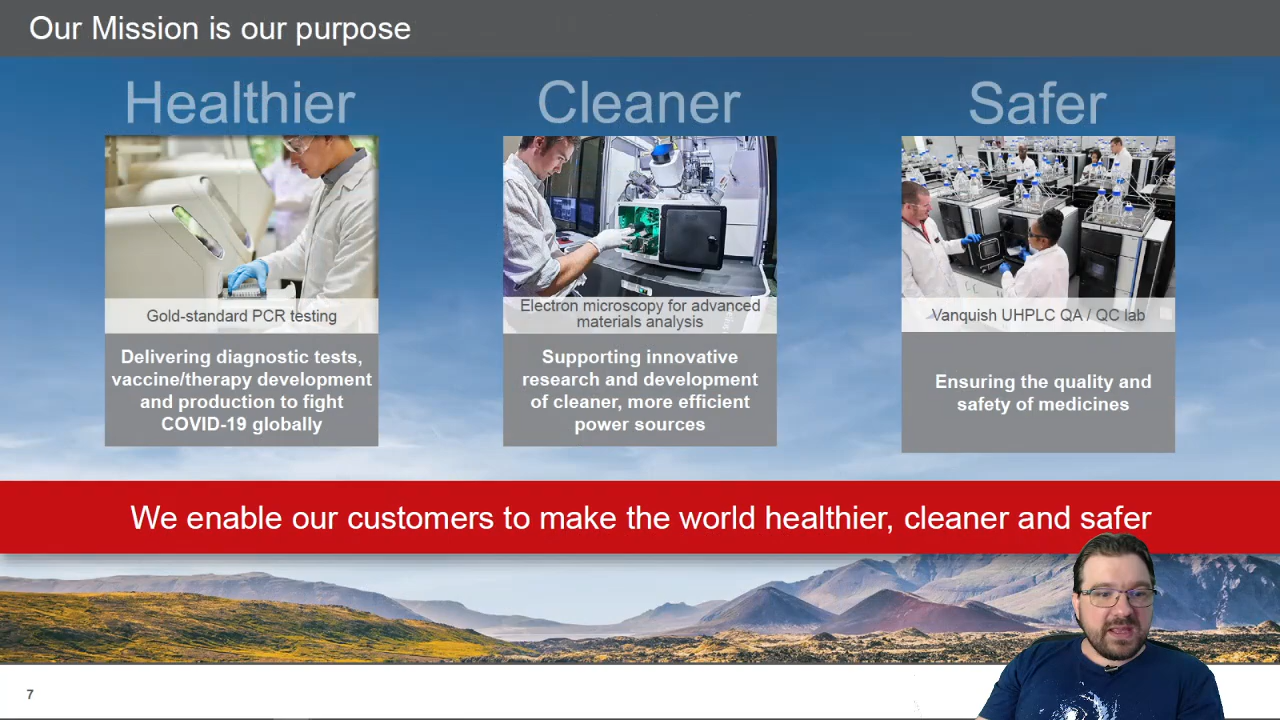 Our Mission is our purpose
Healthier
Cleaner
Safer
Gold-standard PCR testing
Electron microscopy for advanced
materials analysis
Vanquish UHPLC QA / QC lab
Delivering diagnostic tests,
vaccine/therapy development
and production to fight
COVID-19 globally
Supporting innovative
research and development
of cleaner, more efficient
power sources
Ensuring the quality and
safety of medicines
We enable our customers to make the world healthier, cleaner and safer
7